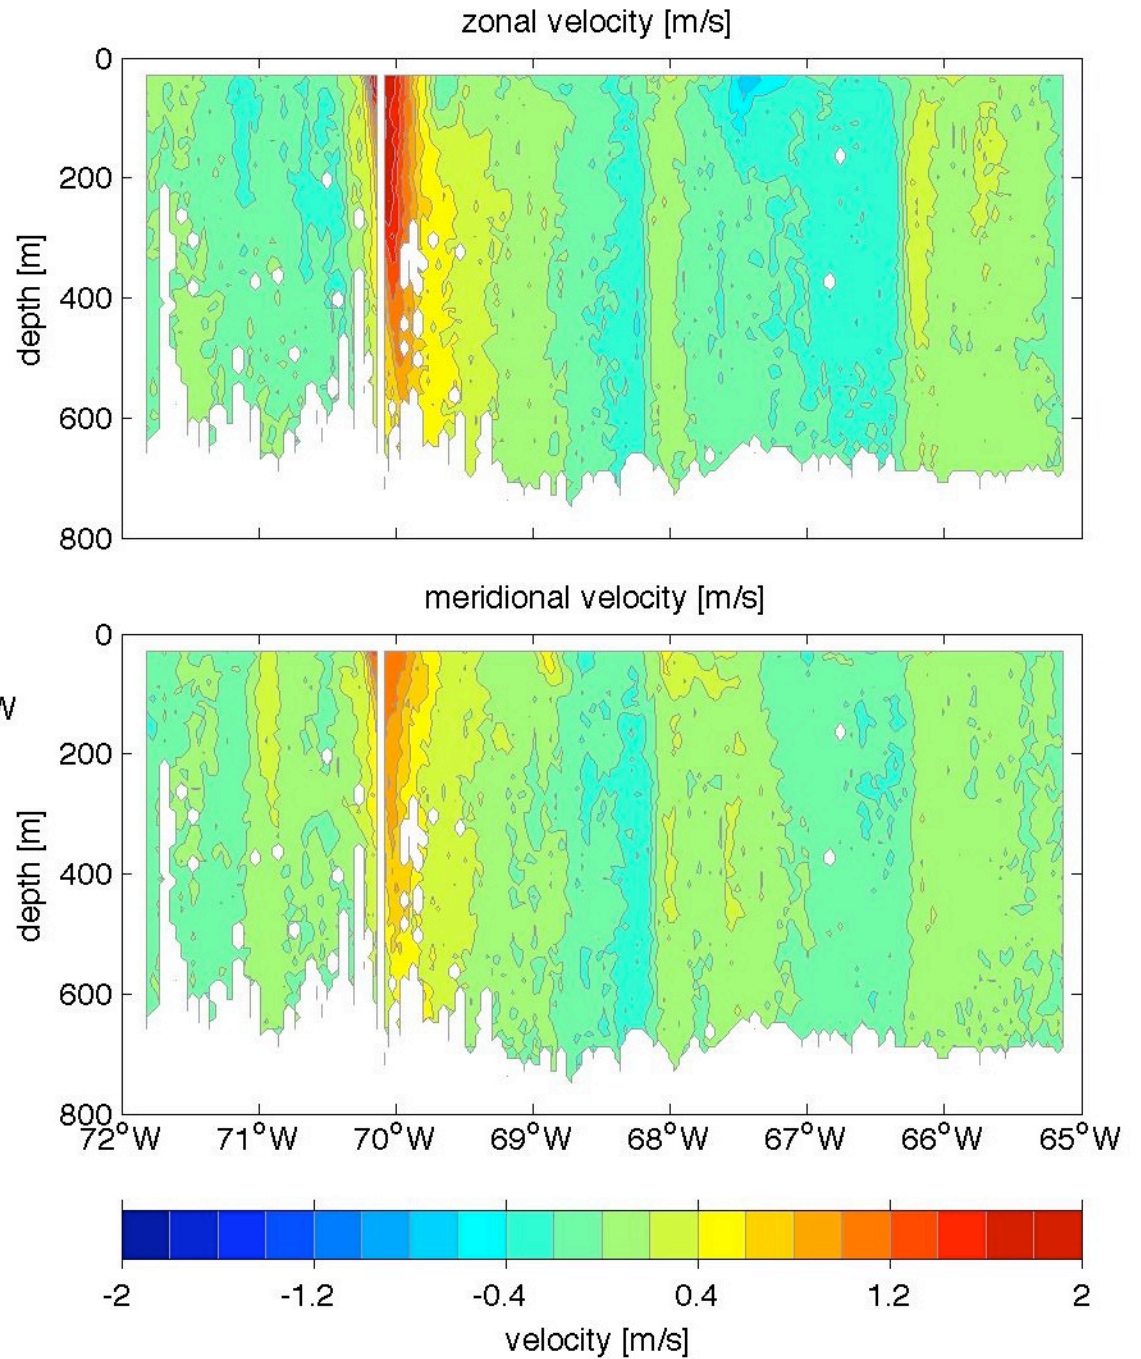 zonal velocity [m/s]
0
200
400
600
800
depth [m]
meridional velocity [m/s]
W
0
200
400
600
800
depth [m]
72°W 71°W 70°W 69°W 68°W 67°W 66°W 65°W
-2 -1.2 -0.4 0.4 1.2 2
velocity [m/s]